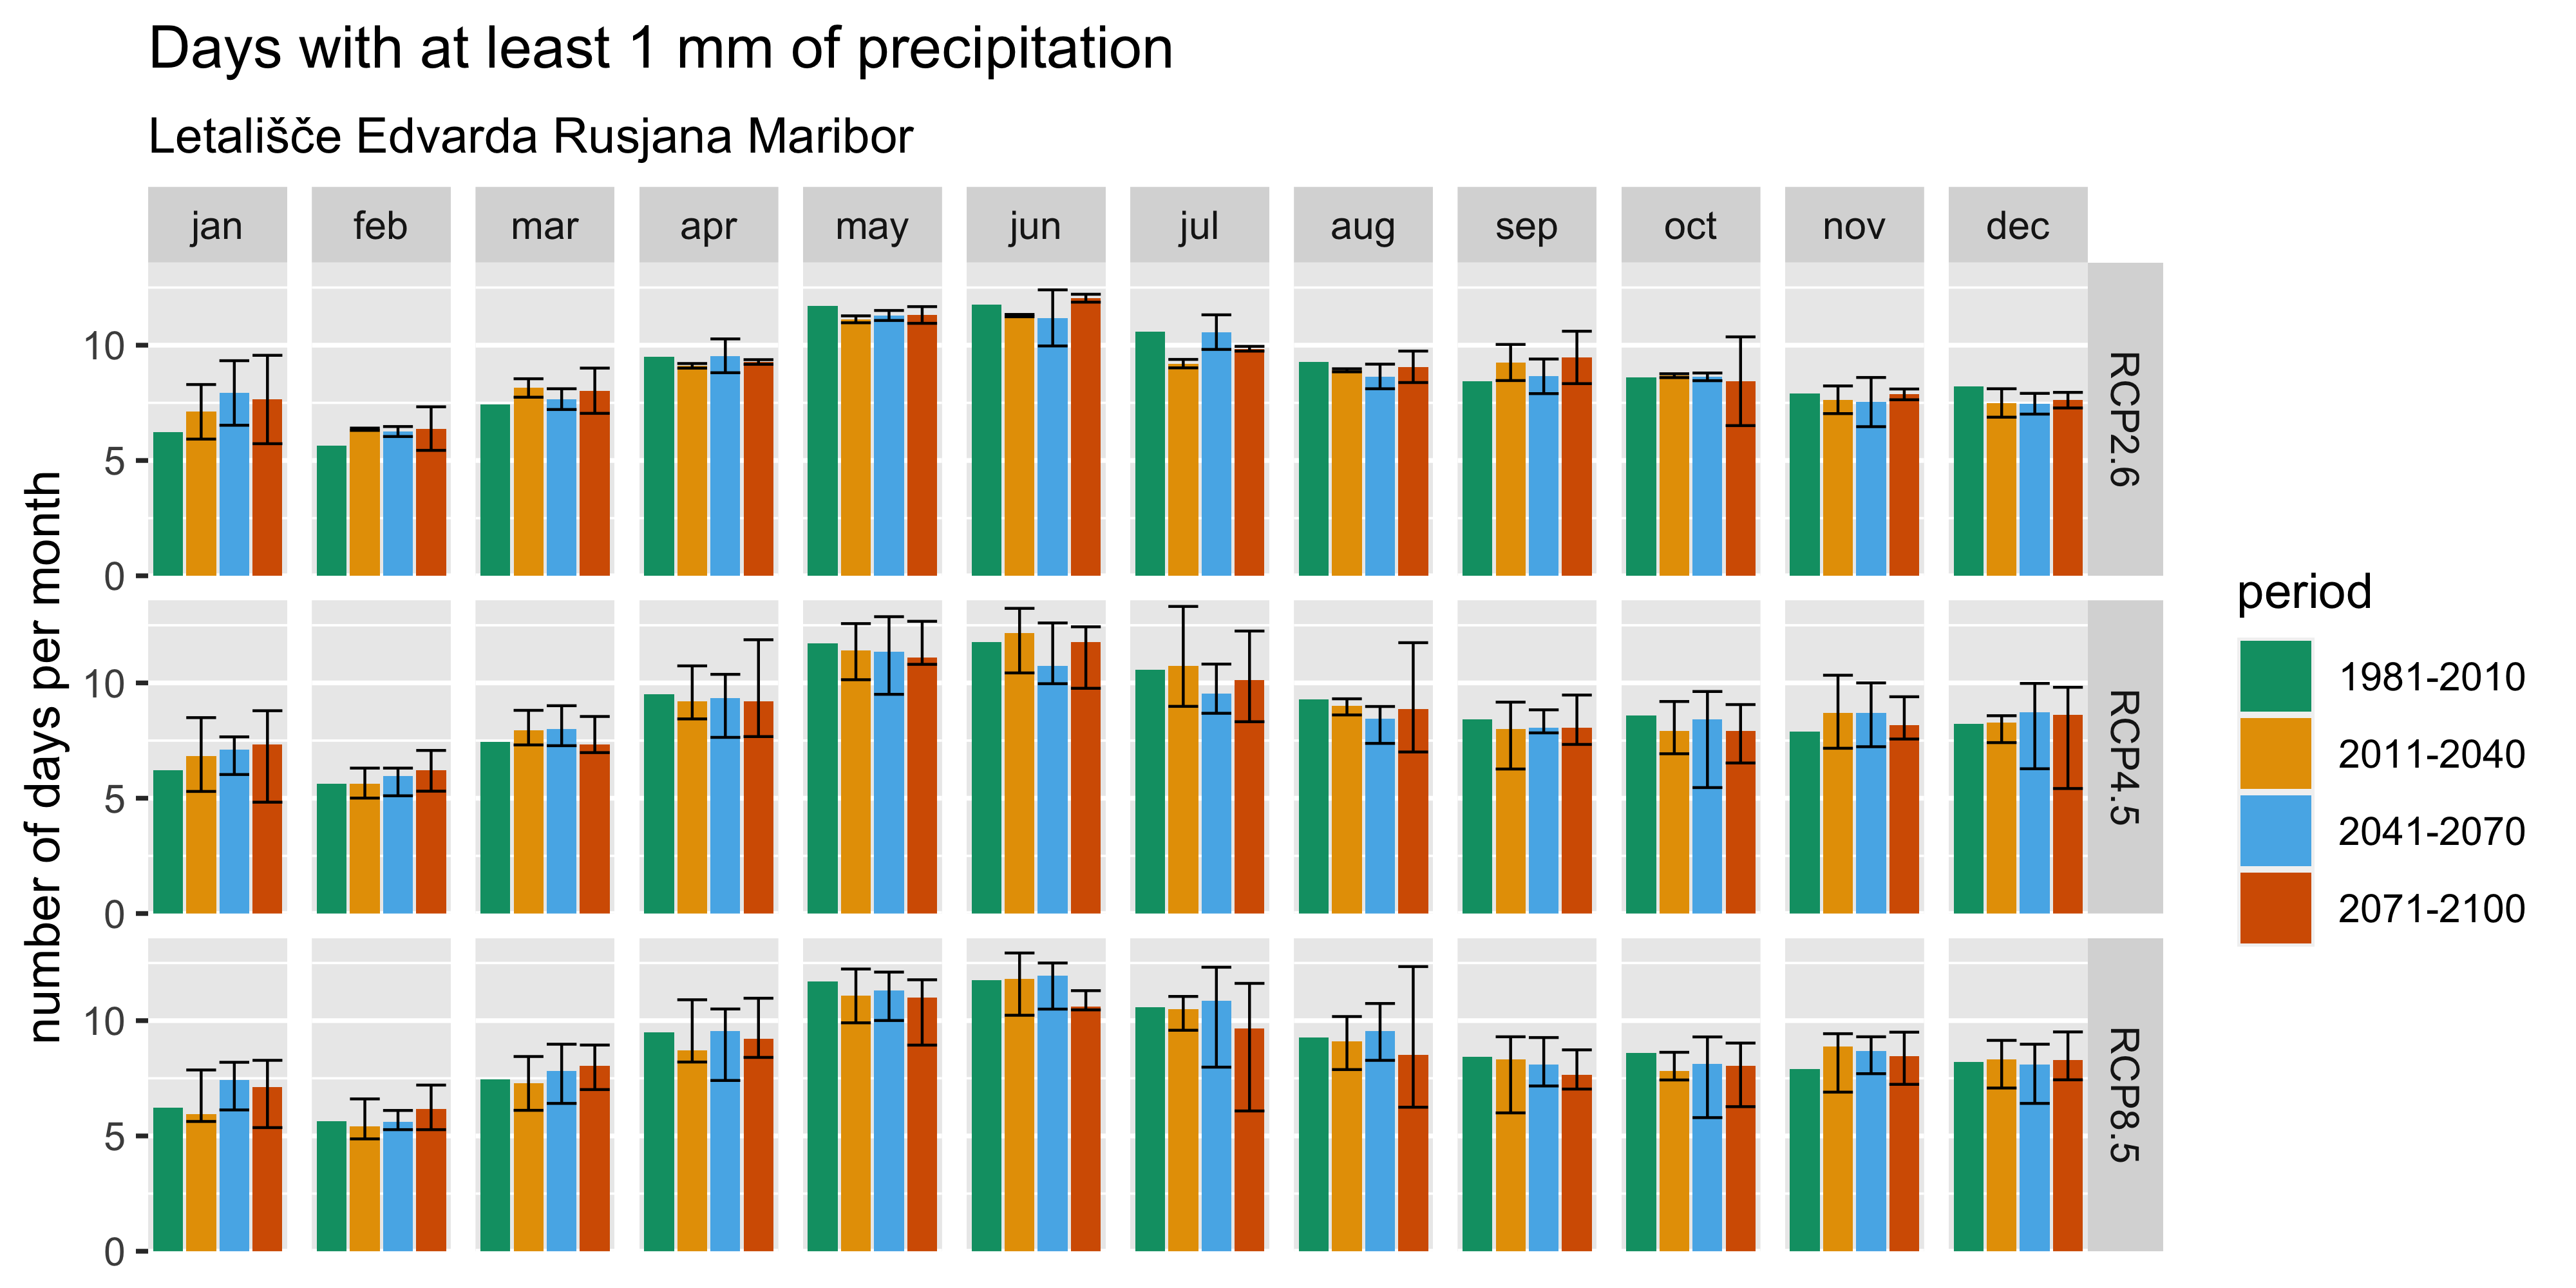 Days with at least 1 mm of precipitation
Letališče Edvarda Rusjana Maribor
jan feb mar apr may jun jul aug sep oct nov dec
number of days per month
10
5
0
RCP2.6
10
5
0
RCP4.5
10
5
0
RCP8.5
period
1981-2010
2011-2040
2041-2070
2071-2100